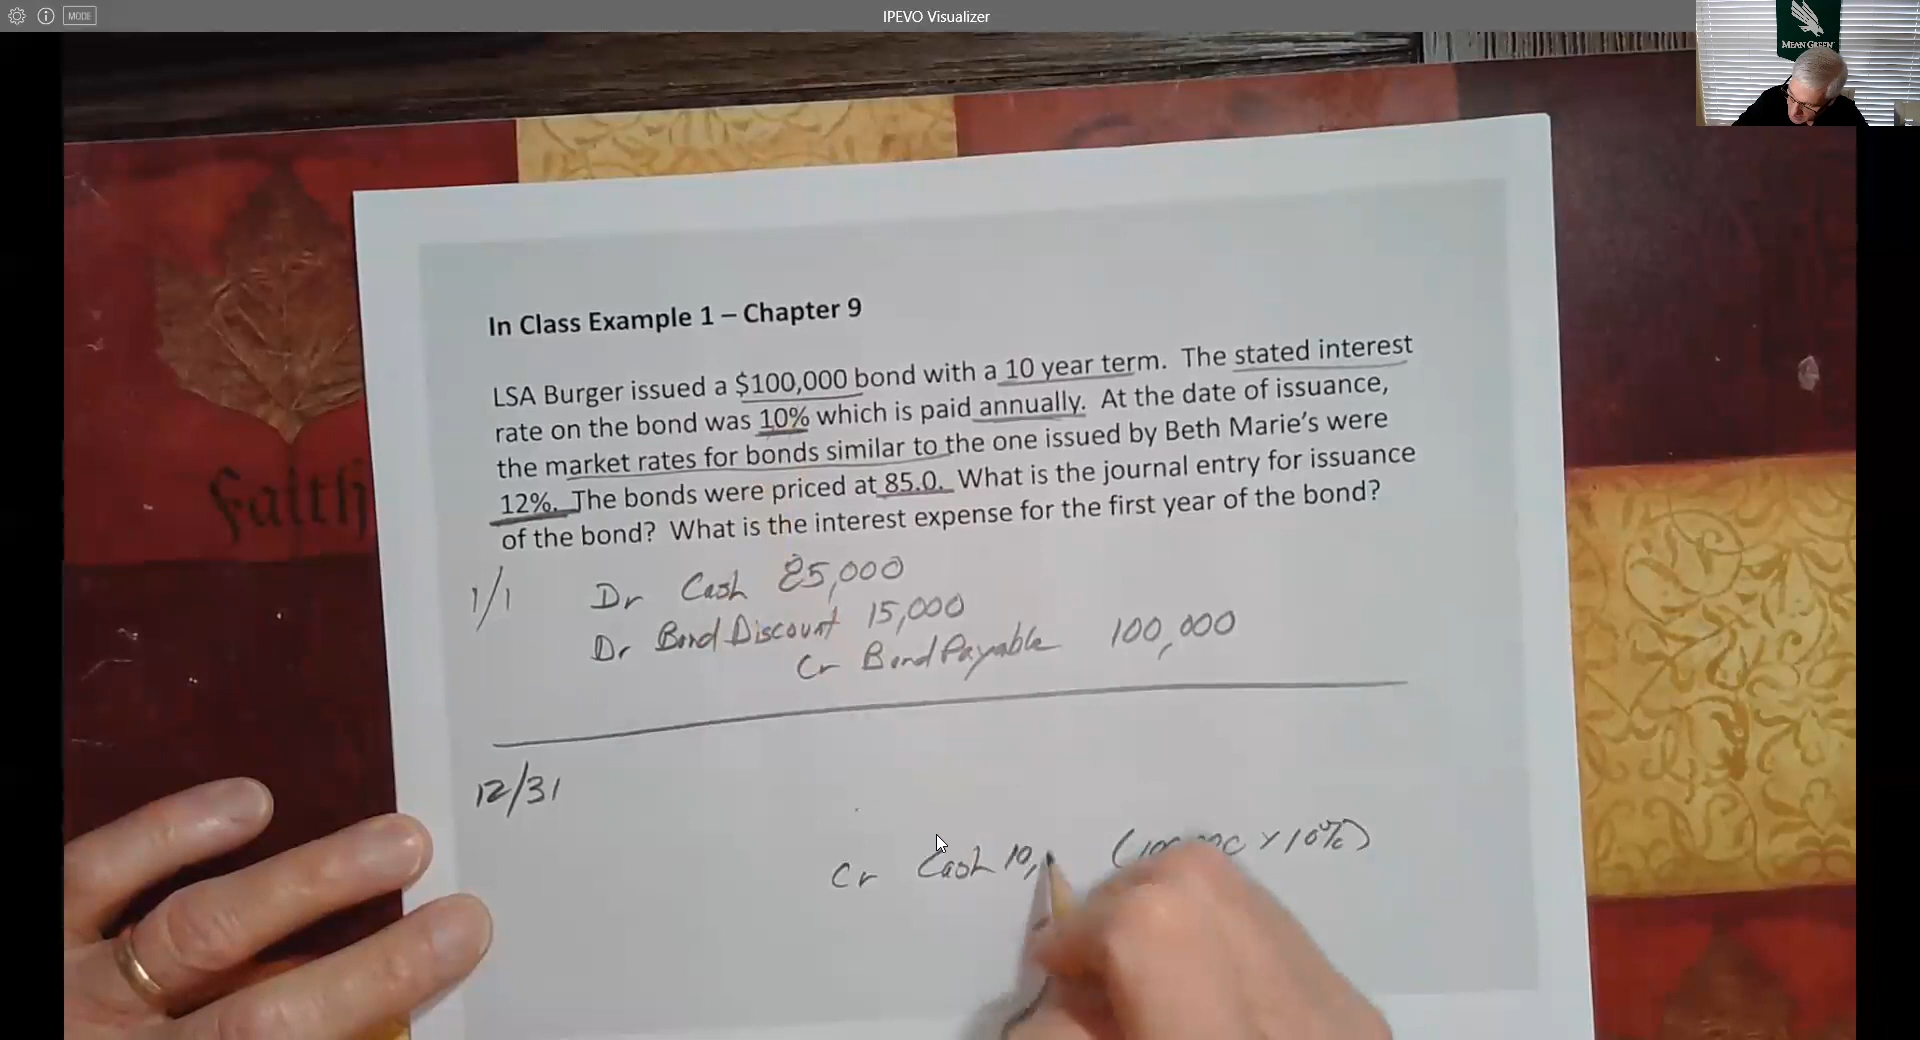 MODE
IPEVO Visualizer
MEAN GREEN
Faith
In Class Example 1 – Chapter 9
LSA Burger issued a $100,000 bond with a 10 year term. The stated interest
rate on the bond was 10% which is paid annually. At the date of issuance,
the market rates for bonds similar to the one issued by Beth Marie's were
12%. The bonds were priced at 85.0. What is the journal entry for issuance
of the bond? What is the interest expense for the first year of the bond?
1/1 Dr Cash 85,000
Dr Bond Discount 15,000
Cr Bond Payable 100,000
12/31
Cr Cash 10, x 10%)